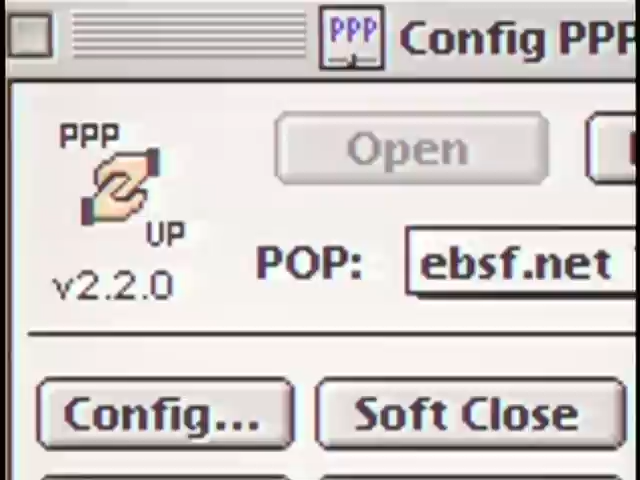 PPP Config PPP
PPP
UP
v2.2.0
Open
POP: ebsf.net
Config... Soft Close